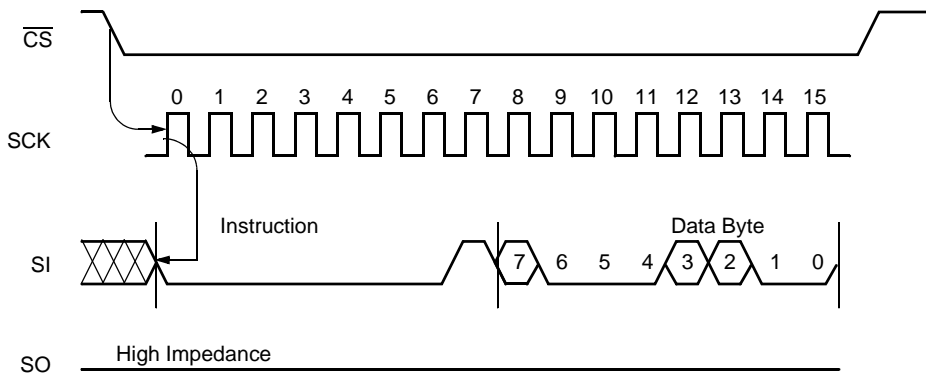 CS
0 1 2 3 4 5 6 7 8 9 10 11 12 13 14 15
SCK
Instruction
Data Byte
SI
7 6 5 4 3 2 1 0
High Impedance
SO